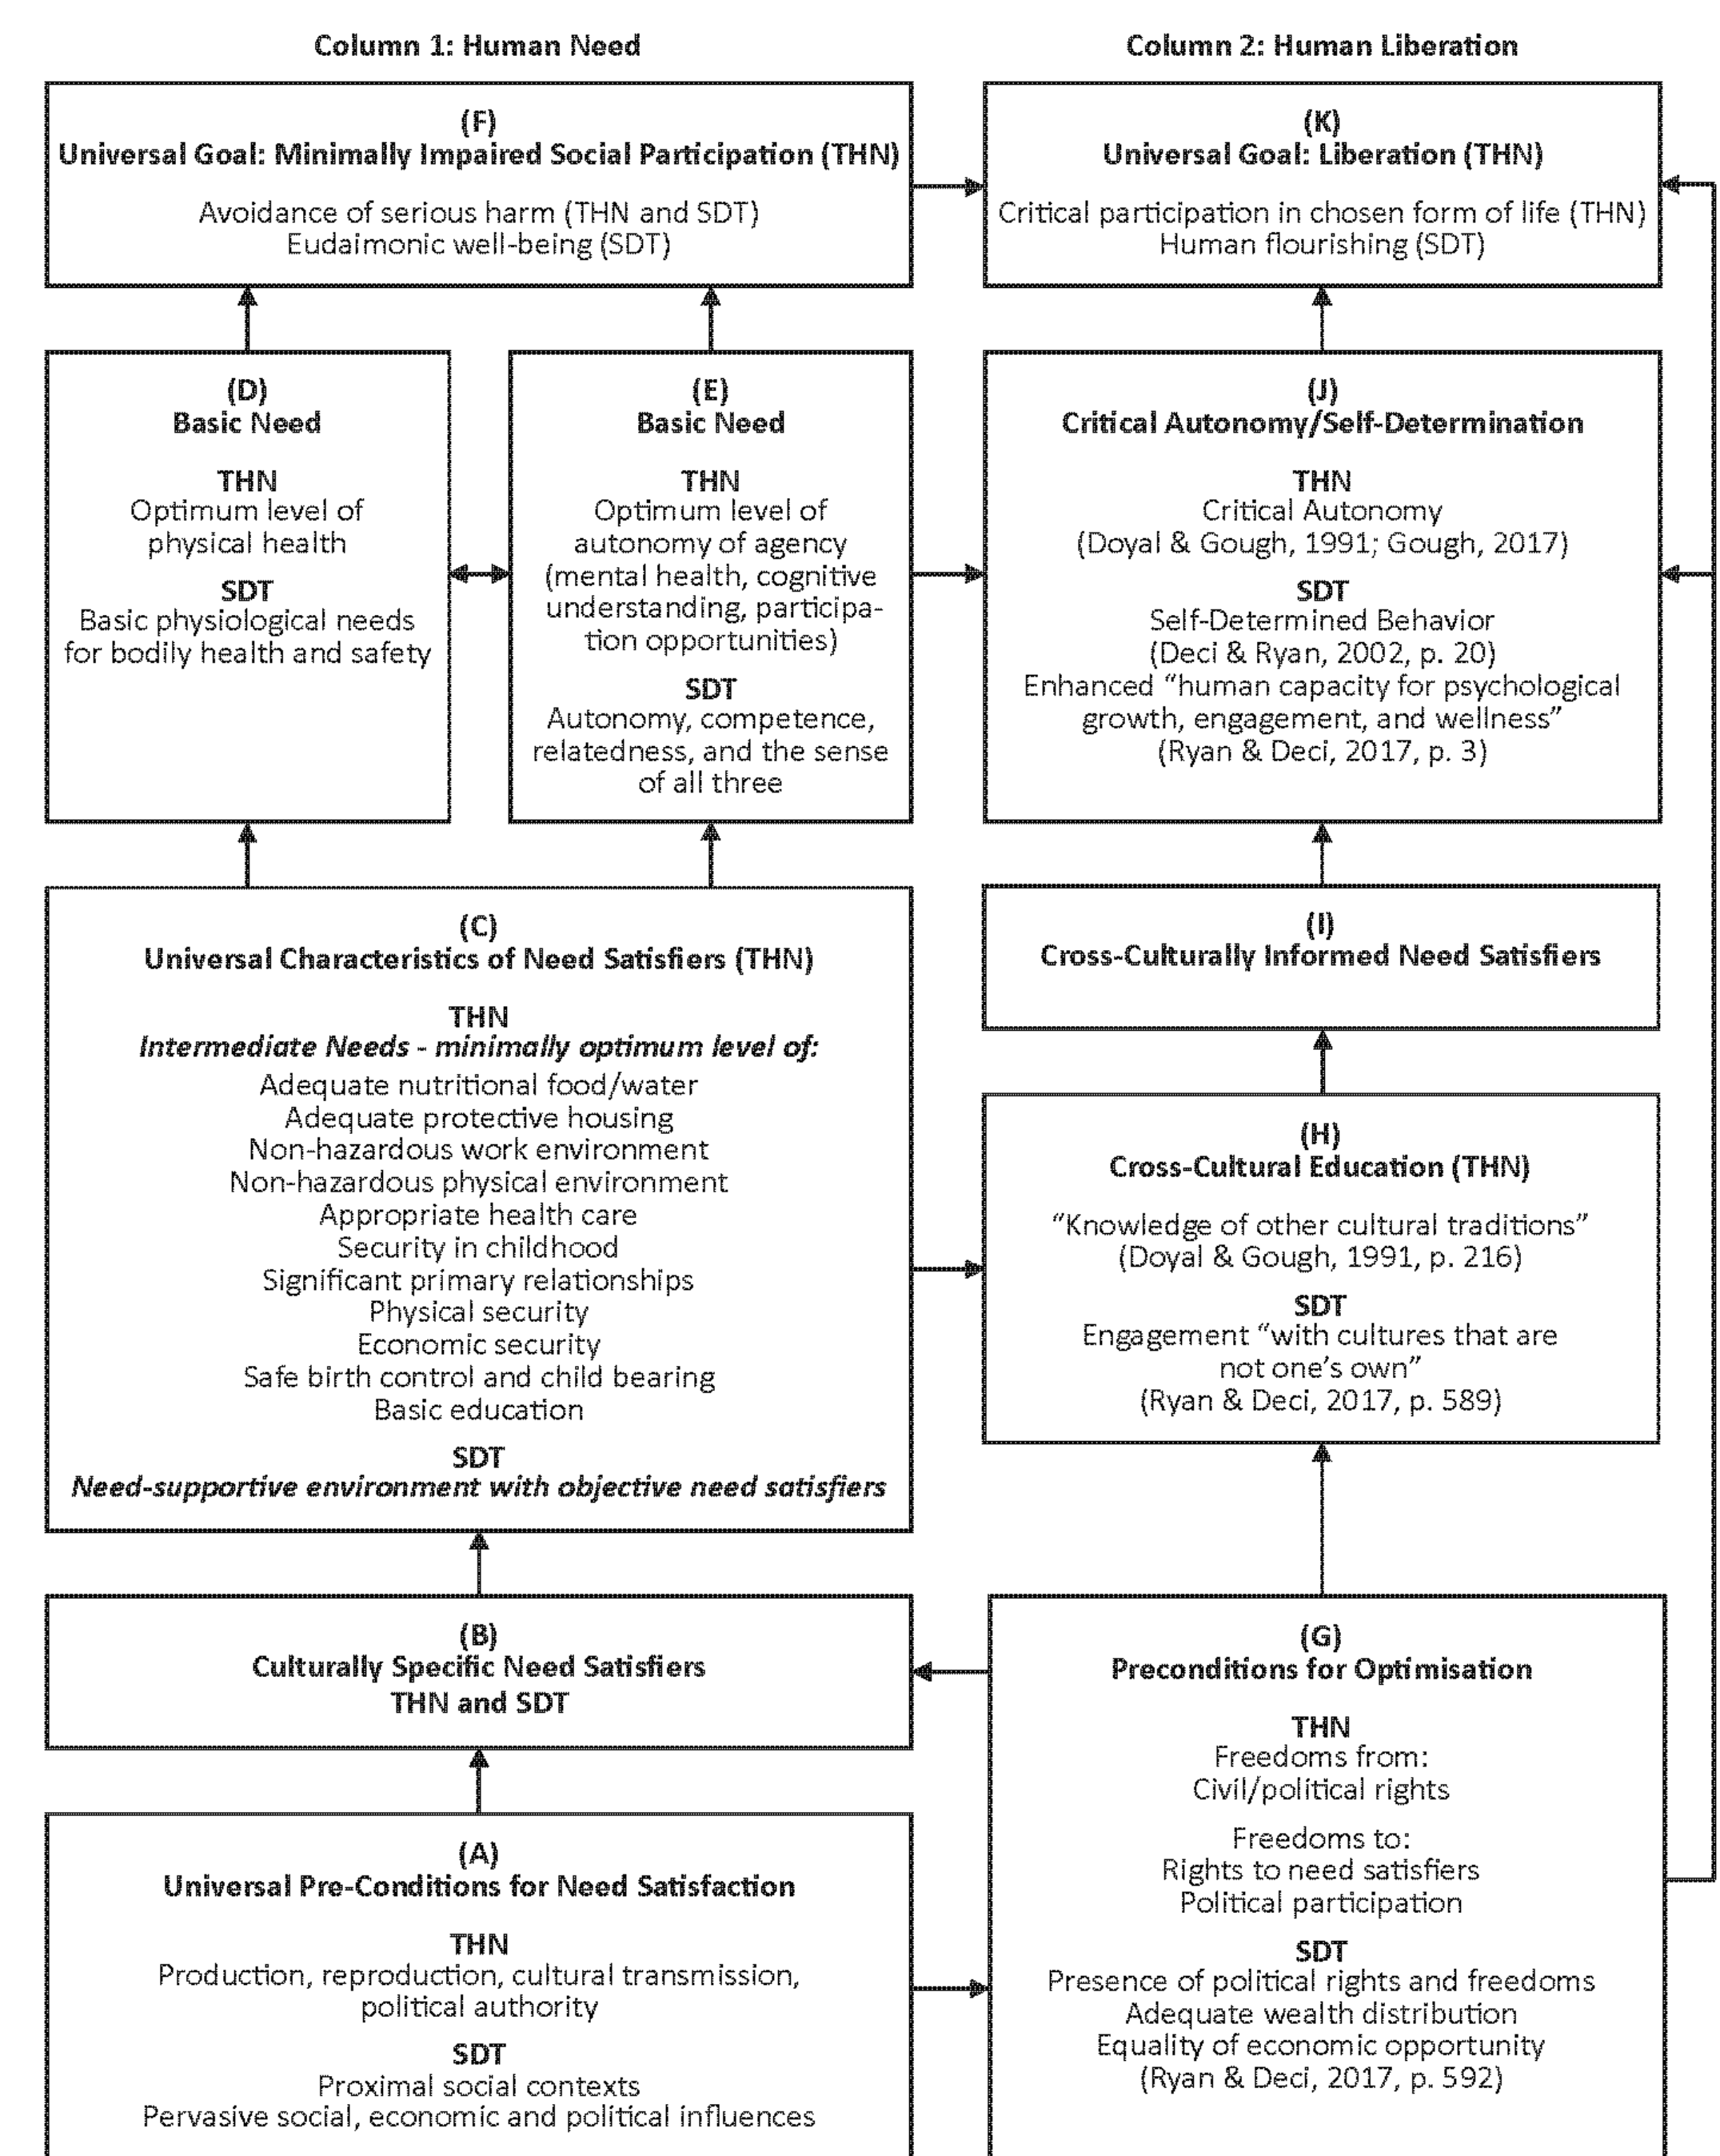 Column 1: Human Need
Column 2: Human Liberation
(F)
Universal Goal: Minimally Impaired Social Participation (THN)
Avoidance of serious harm (THN and SDT)
Eudaimonic well-being (SDT)
(K)
Universal Goal: Liberation (THN)
Critical participation in chosen form of life (THN)
Human flourishing (SDT)
(D)
Basic Need
THN
Optimum level of
physical health
SDT
Basic physiological needs
for bodily health and safety
(E)
Basic Need
THN
Optimum level of
autonomy of agency
(mental health, cognitive
understanding, participa-
tion opportunities)
SDT
Autonomy, competence,
relatedness, and the sense
of all three
(J)
Critical Autonomy/Self-Determination
THN
Critical Autonomy
(Doyal & Gough, 1991; Gough, 2017)
SDT
Self-Determined Behavior
(Deci & Ryan, 2002, p. 20)
Enhanced “human capacity for psychological
growth, engagement, and wellness”
(Ryan & Deci, 2017, p. 3)
(C)
Universal Characteristics of Need Satisfiers (THN)
THN
Intermediate Needs - minimally optimum level of:
Adequate nutritional food/water
Adequate protective housing
Non-hazardous work environment
Non-hazardous physical environment
Appropriate health care
Security in childhood
Significant primary relationships
Physical security
Economic security
Safe birth control and child bearing
Basic education
SDT
Need-supportive environment with objective need satisfiers
(I)
Cross-Culturally Informed Need Satisfiers
(H)
Cross-Cultural Education (THN)
“Knowledge of other cultural traditions”
(Doyal & Gough, 1991, p. 216)
SDT
Engagement “with cultures that are
not one’s own”
(Ryan & Deci, 2017, p. 589)
(B)
Culturally Specific Need Satisfiers
THN and SDT
(G)
Preconditions for Optimisation
THN
Freedoms from:
Civil/political rights
Freedoms to:
Rights to need satisfiers
Political participation
SDT
Presence of political rights and freedoms
Adequate wealth distribution
Equality of economic opportunity
(Ryan & Deci, 2017, p. 592)
(A)
Universal Pre-Conditions for Need Satisfaction
THN
Production, reproduction, cultural transmission,
political authority
SDT
Proximal social contexts
Pervasive social, economic and political influences